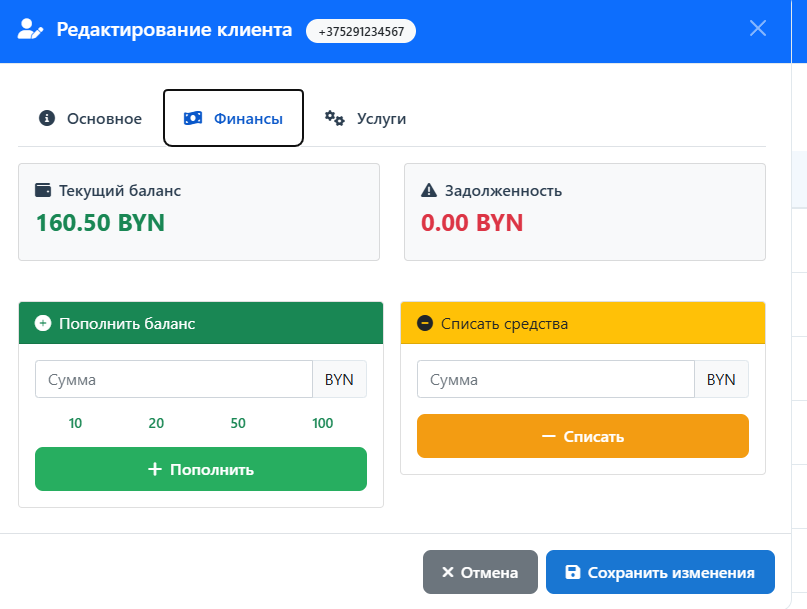 Редактирование клиента +375291234567
Основное Финансы Услуги
Текущий баланс
160.50 BYN
Задолженность
0.00 BYN
Пополнить баланс
Сумма BYN
10 20 50 100
Пополнить
Списать средства
Сумма BYN
Списать
Отмена Сохранить изменения